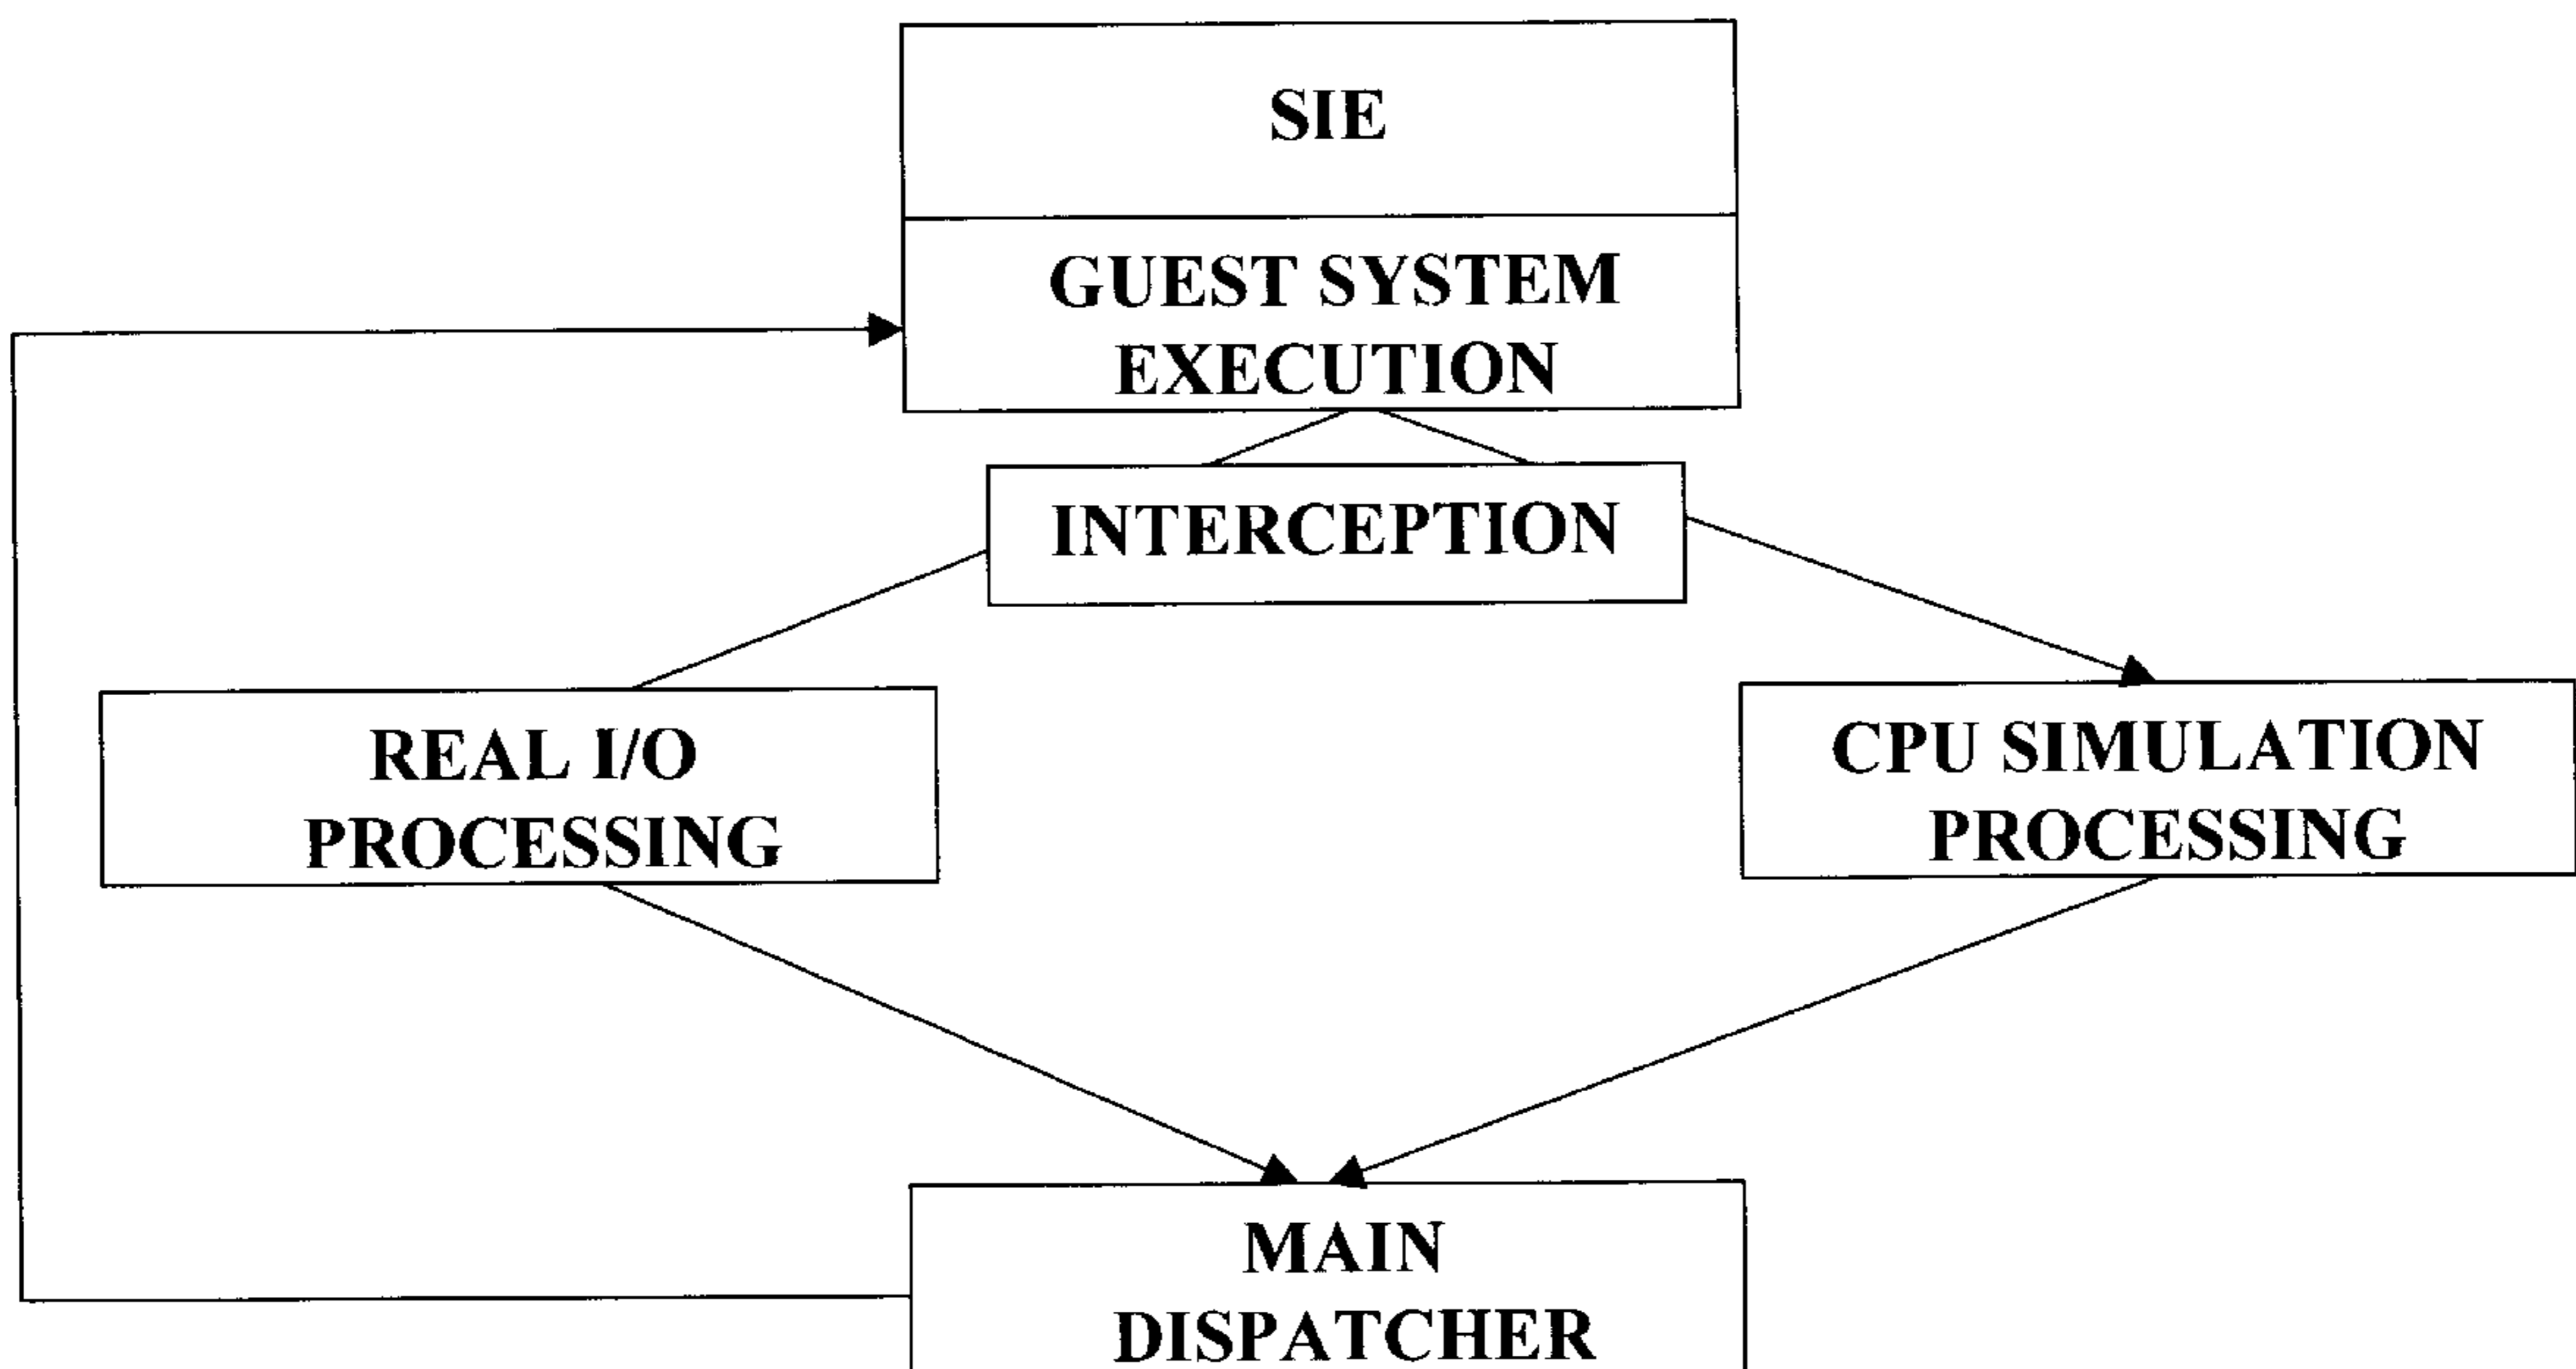 SIE
GUEST SYSTEM
EXECUTION
INTERCEPTION
REAL I/O
PROCESSING
CPU SIMULATION
PROCESSING
MAIN
DISPATCHER